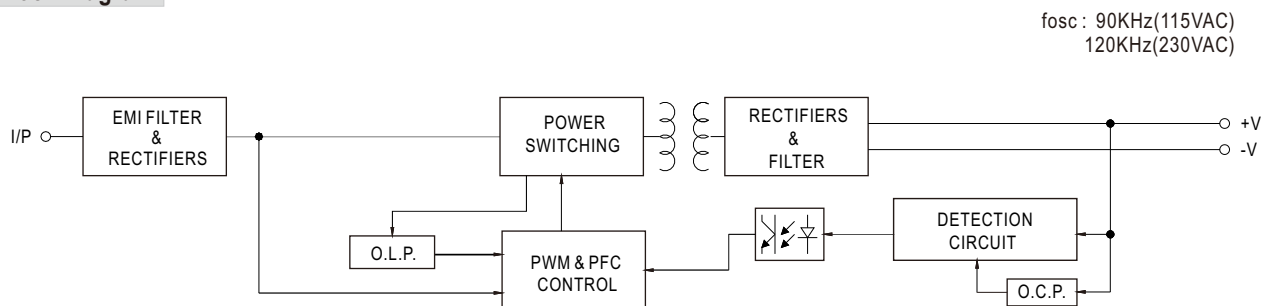 fosc : 90KHz(115VAC)
120KHz(230VAC)
I/P
EMI FILTER
&
RECTIFIERS
POWER
SWITCHING
RECTIFIERS
&
FILTER
+V
-V
O.L.P.
PWM & PFC
CONTROL
DETECTION
CIRCUIT
O.C.P.